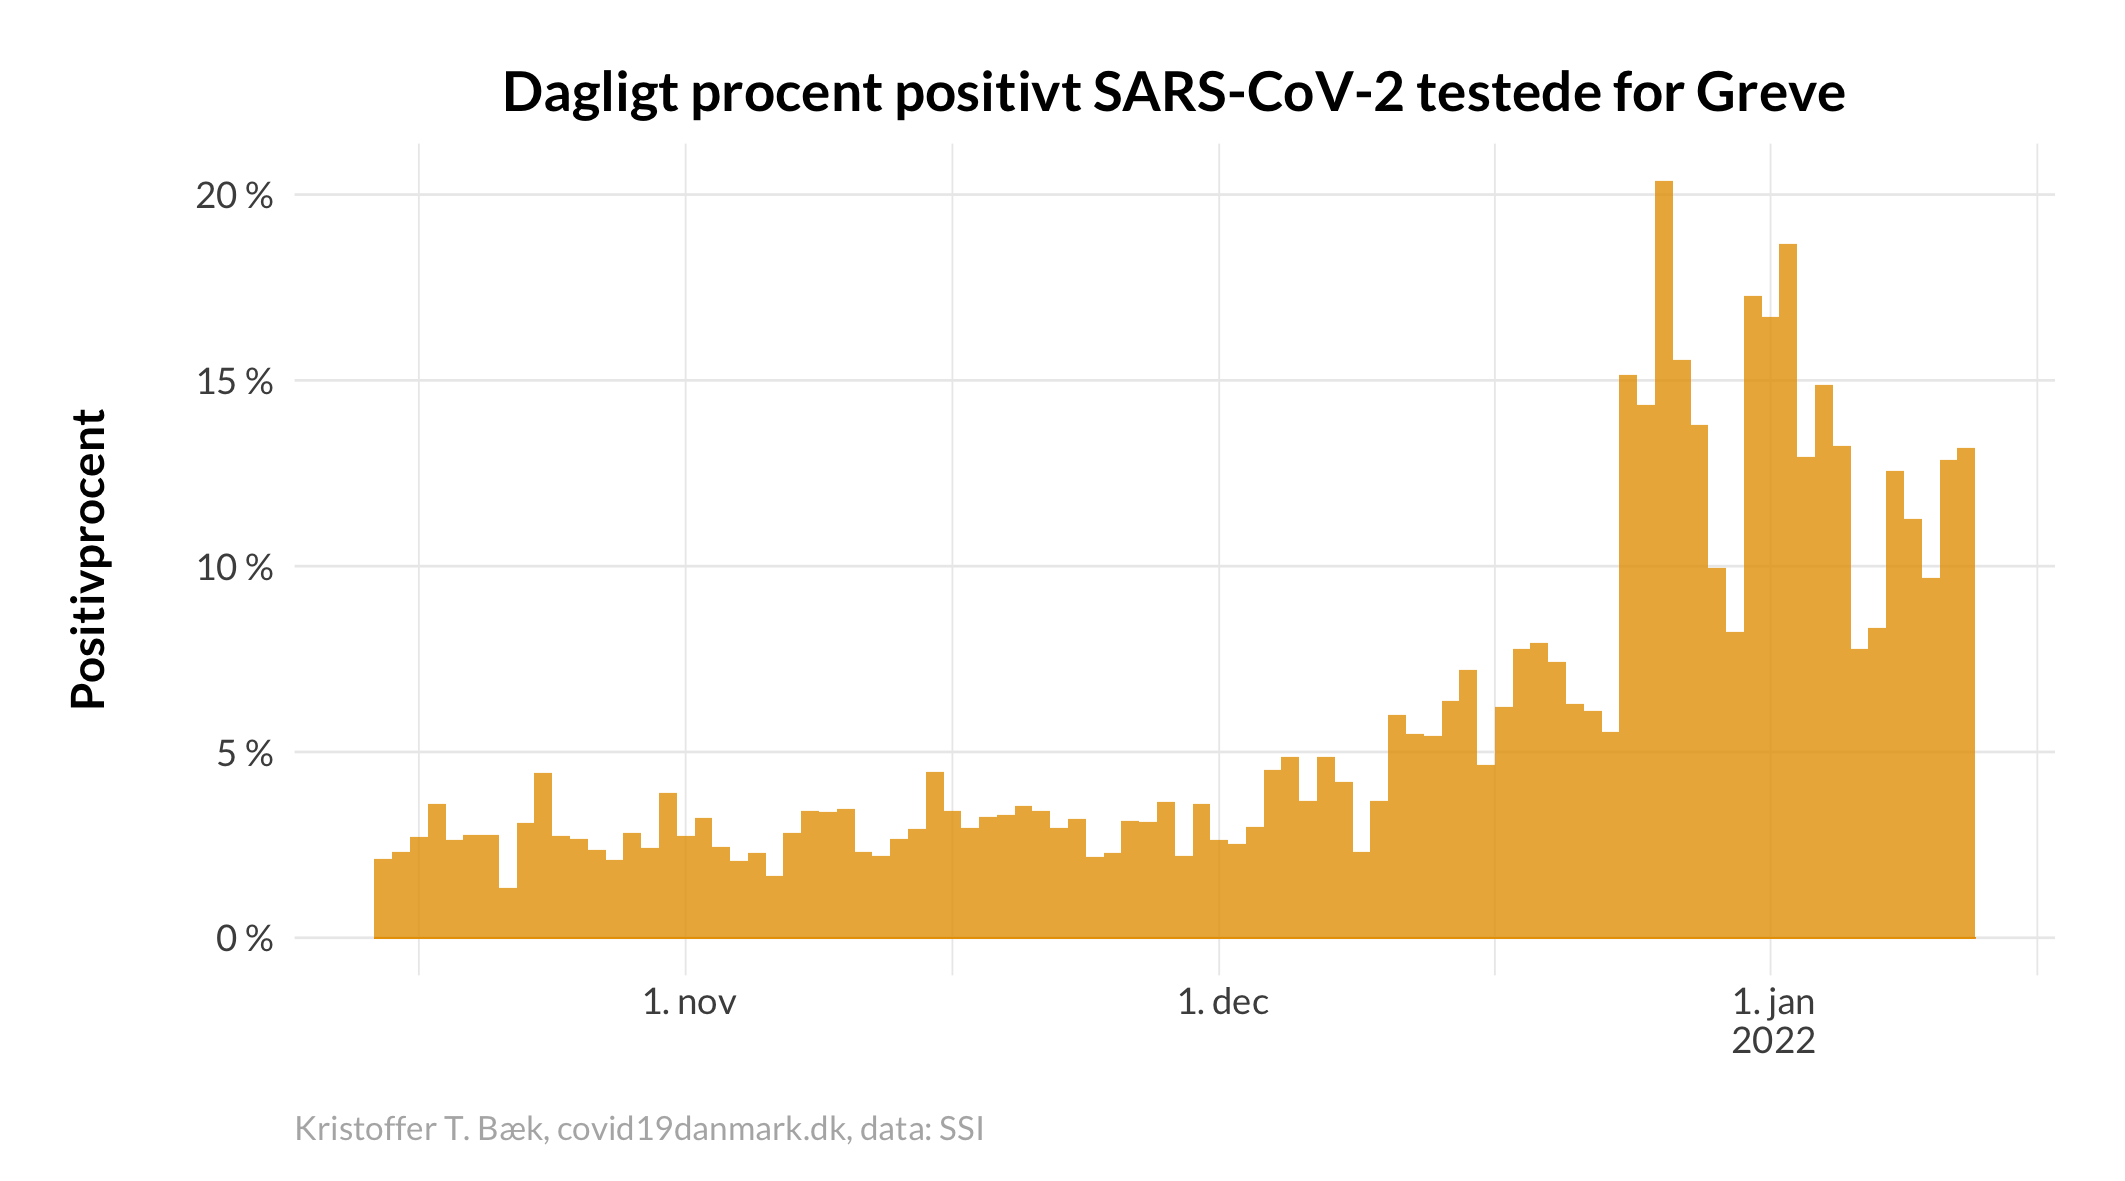 Dagligt procent positivt SARS-CoV-2 testede for Greve
Positivprocent
20 %
15 %
10 %
5 %
0 %
1. nov
1. dec
1. jan
2022
Kristoffer T. Bæk, covid19danmark.dk, data: SSI